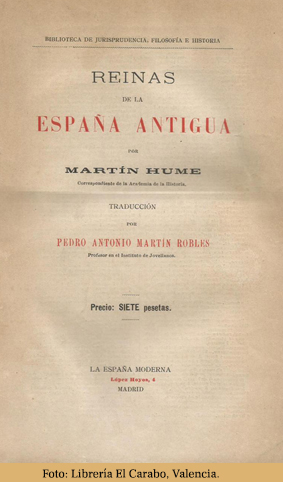 BIBLIOTECA DE JURISPRUDENCIA, FILOSOFÍA E HISTORIA
REINAS
DE LA
ESPAÑA ANTIGUA
POR
MARTÍN HUME
Correspondiente de la Academia de la Historia.
TRADUCCIÓN
POR
PEDRO ANTONIO MARTÍN ROBLES
Profesor en el Instituto de Jovellanos.
Precio: SIETE pesetas.
LA ESPAÑA MODERNA
López Hoyos, 6
MADRID
Foto: Librería El Carabo, Valencia.